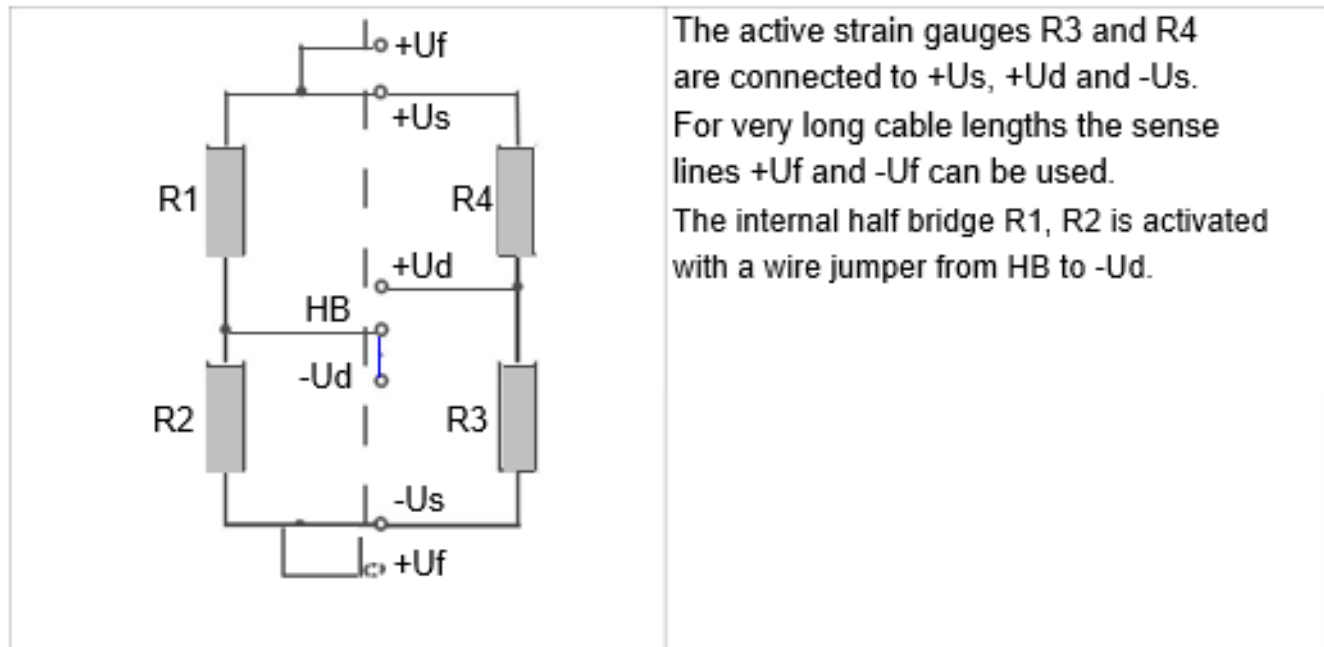 +Uf
+Us
R1
R4
+Ud
HB
-Ud
R2
R3
-Us
+Uf
The active strain gauges R3 and R4
are connected to +Us, +Ud and -Us.
For very long cable lengths the sense
lines +Uf and -Uf can be used.
The internal half bridge R1, R2 is activated
with a wire jumper from HB to -Ud.